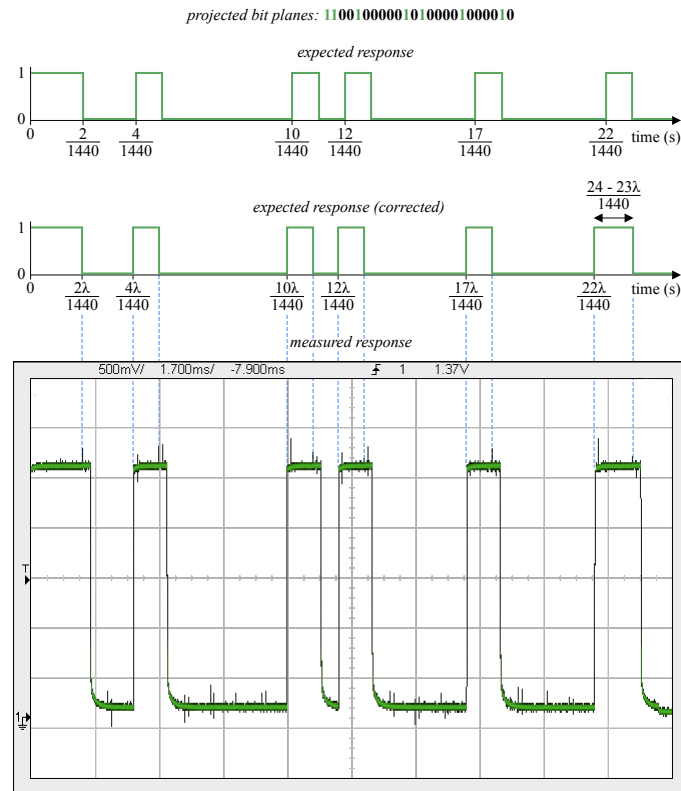 projected bit planes: 110010000010100001000010
expected response
1
0
0 2/1440 4/1440 10/1440 12/1440 17/1440 22/1440 time (s)
24 - 23λ
1440
expected response (corrected)
1
0
0 2λ/1440 4λ/1440 10λ/1440 12λ/1440 17λ/1440 22λ/1440 time (s)
measured response
500mV/ 1.700ms/ -7.900ms 1 1.37V
T
1